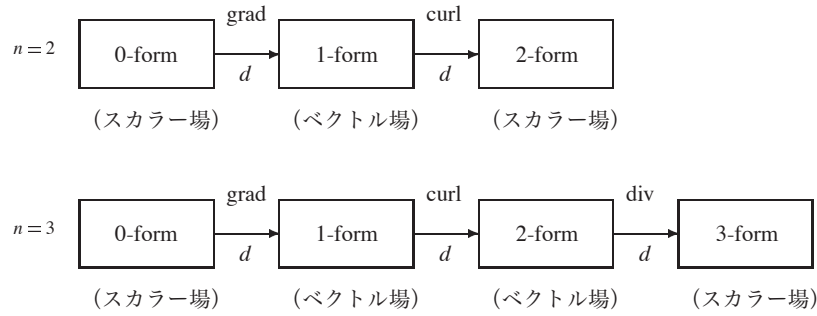 grad curl
n = 2 0-form 1-form 2-form
d d
(スカラー場) (ベクトル場) (スカラー場)
grad curl div
n = 3 0-form 1-form 2-form 3-form
d d d
(スカラー場) (ベクトル場) (ベクトル場) (スカラー場)